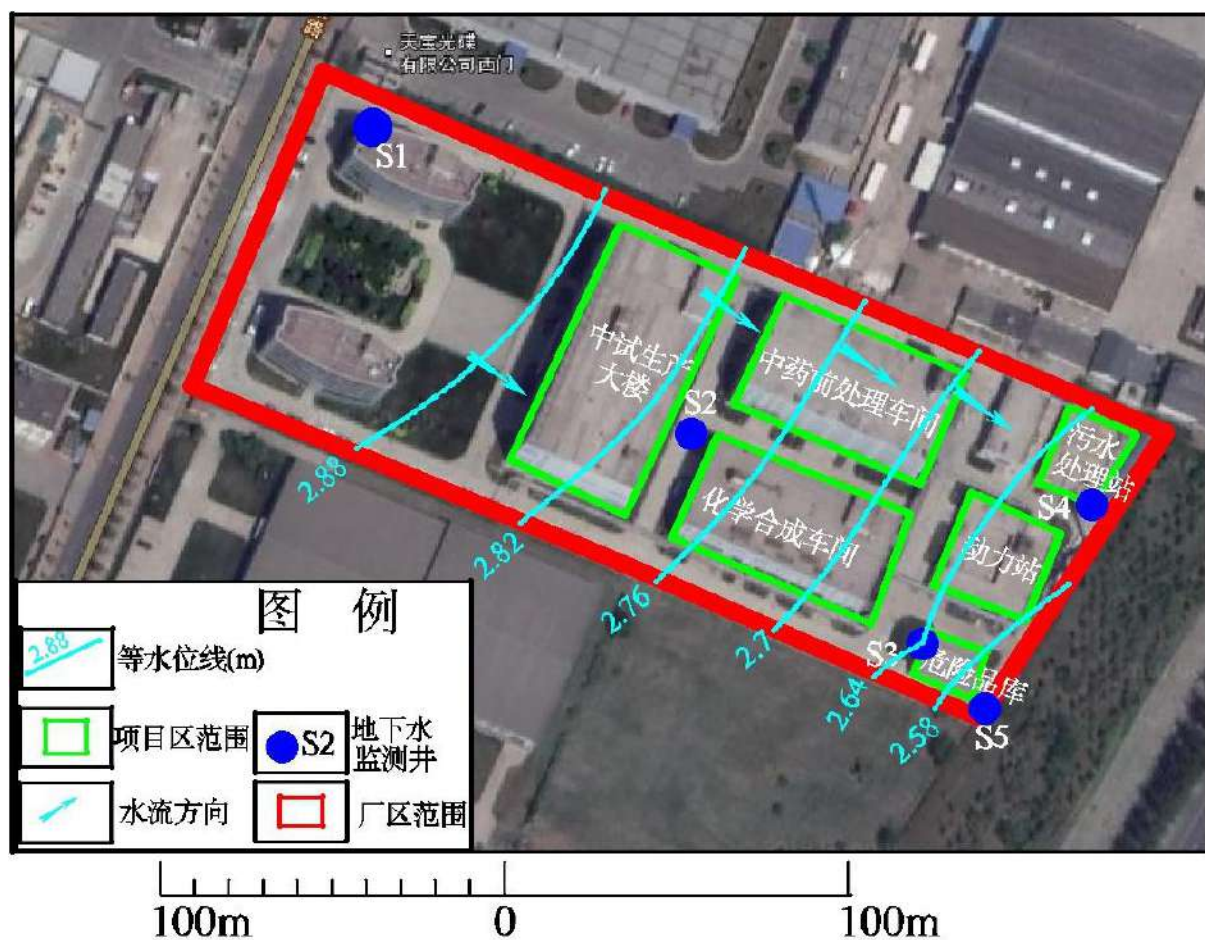 天宝光碟
有限公司西门
S1
中试生产
大楼
中药前处理车间
S2
污水
处理站
化学合成车间
S4
动力站
S3
危险品库
S5
2.88
2.82
2.76
2.7
2.64
2.58
图 例
2.88
等水位线(m)
项目区范围
S2
地下水
监测井
水流方向
厂区范围
100m
0
100m